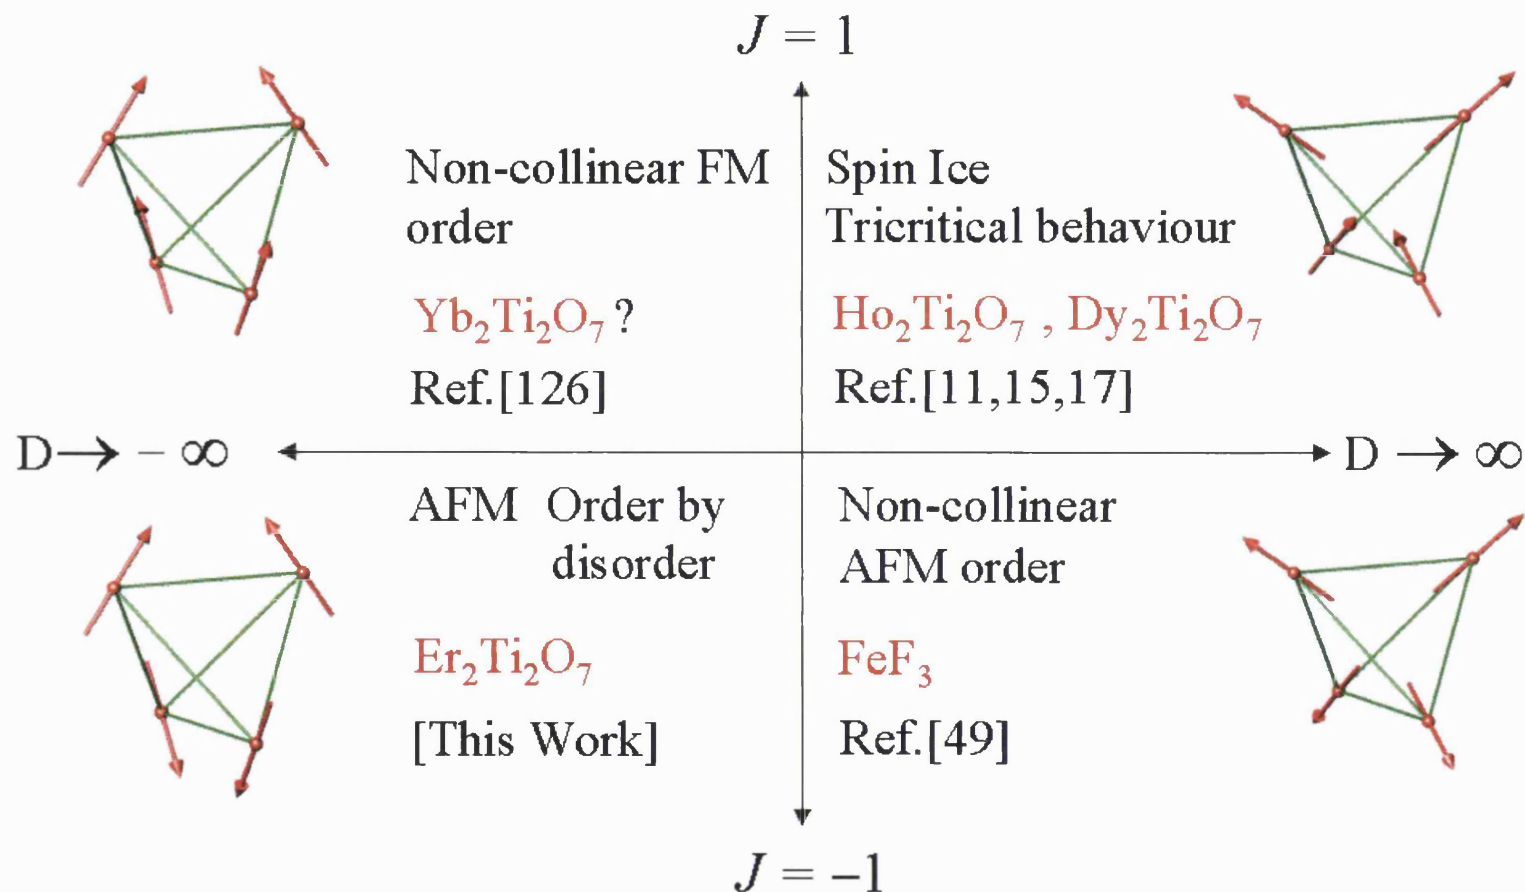 J = 1
Non-collinear FM
order
Yb₂Ti₂O₇ ?
Ref.[126]
Spin Ice
Tricritical behaviour
Ho₂Ti₂O₇ , Dy₂Ti₂O₇
Ref.[11,15,17]
D→ − ∞
D → ∞
AFM Order by
disorder
Er₂Ti₂O₇
[This Work]
Non-collinear
AFM order
FeF₃
Ref.[49]
J = −1